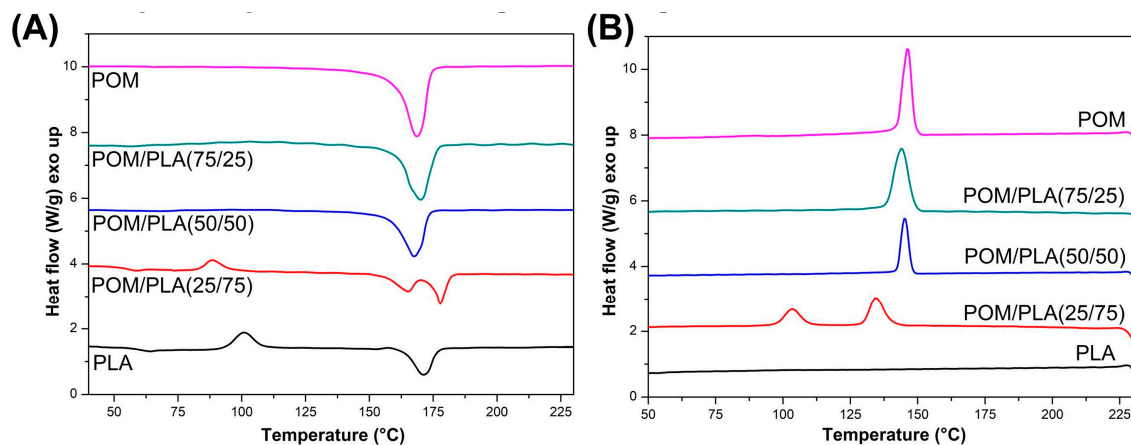 (A)
Heat flow (W/g) exo up
10
8
6
4
2
0
POM
POM/PLA(75/25)
POM/PLA(50/50)
POM/PLA(25/75)
PLA
50 75 100 125 150 175 200 225
Temperature (°C)
(B)
Heat flow (W/g) exo up
10
8
6
4
2
0
POM
POM/PLA(75/25)
POM/PLA(50/50)
POM/PLA(25/75)
PLA
50 75 100 125 150 175 200 225
Temperature (°C)